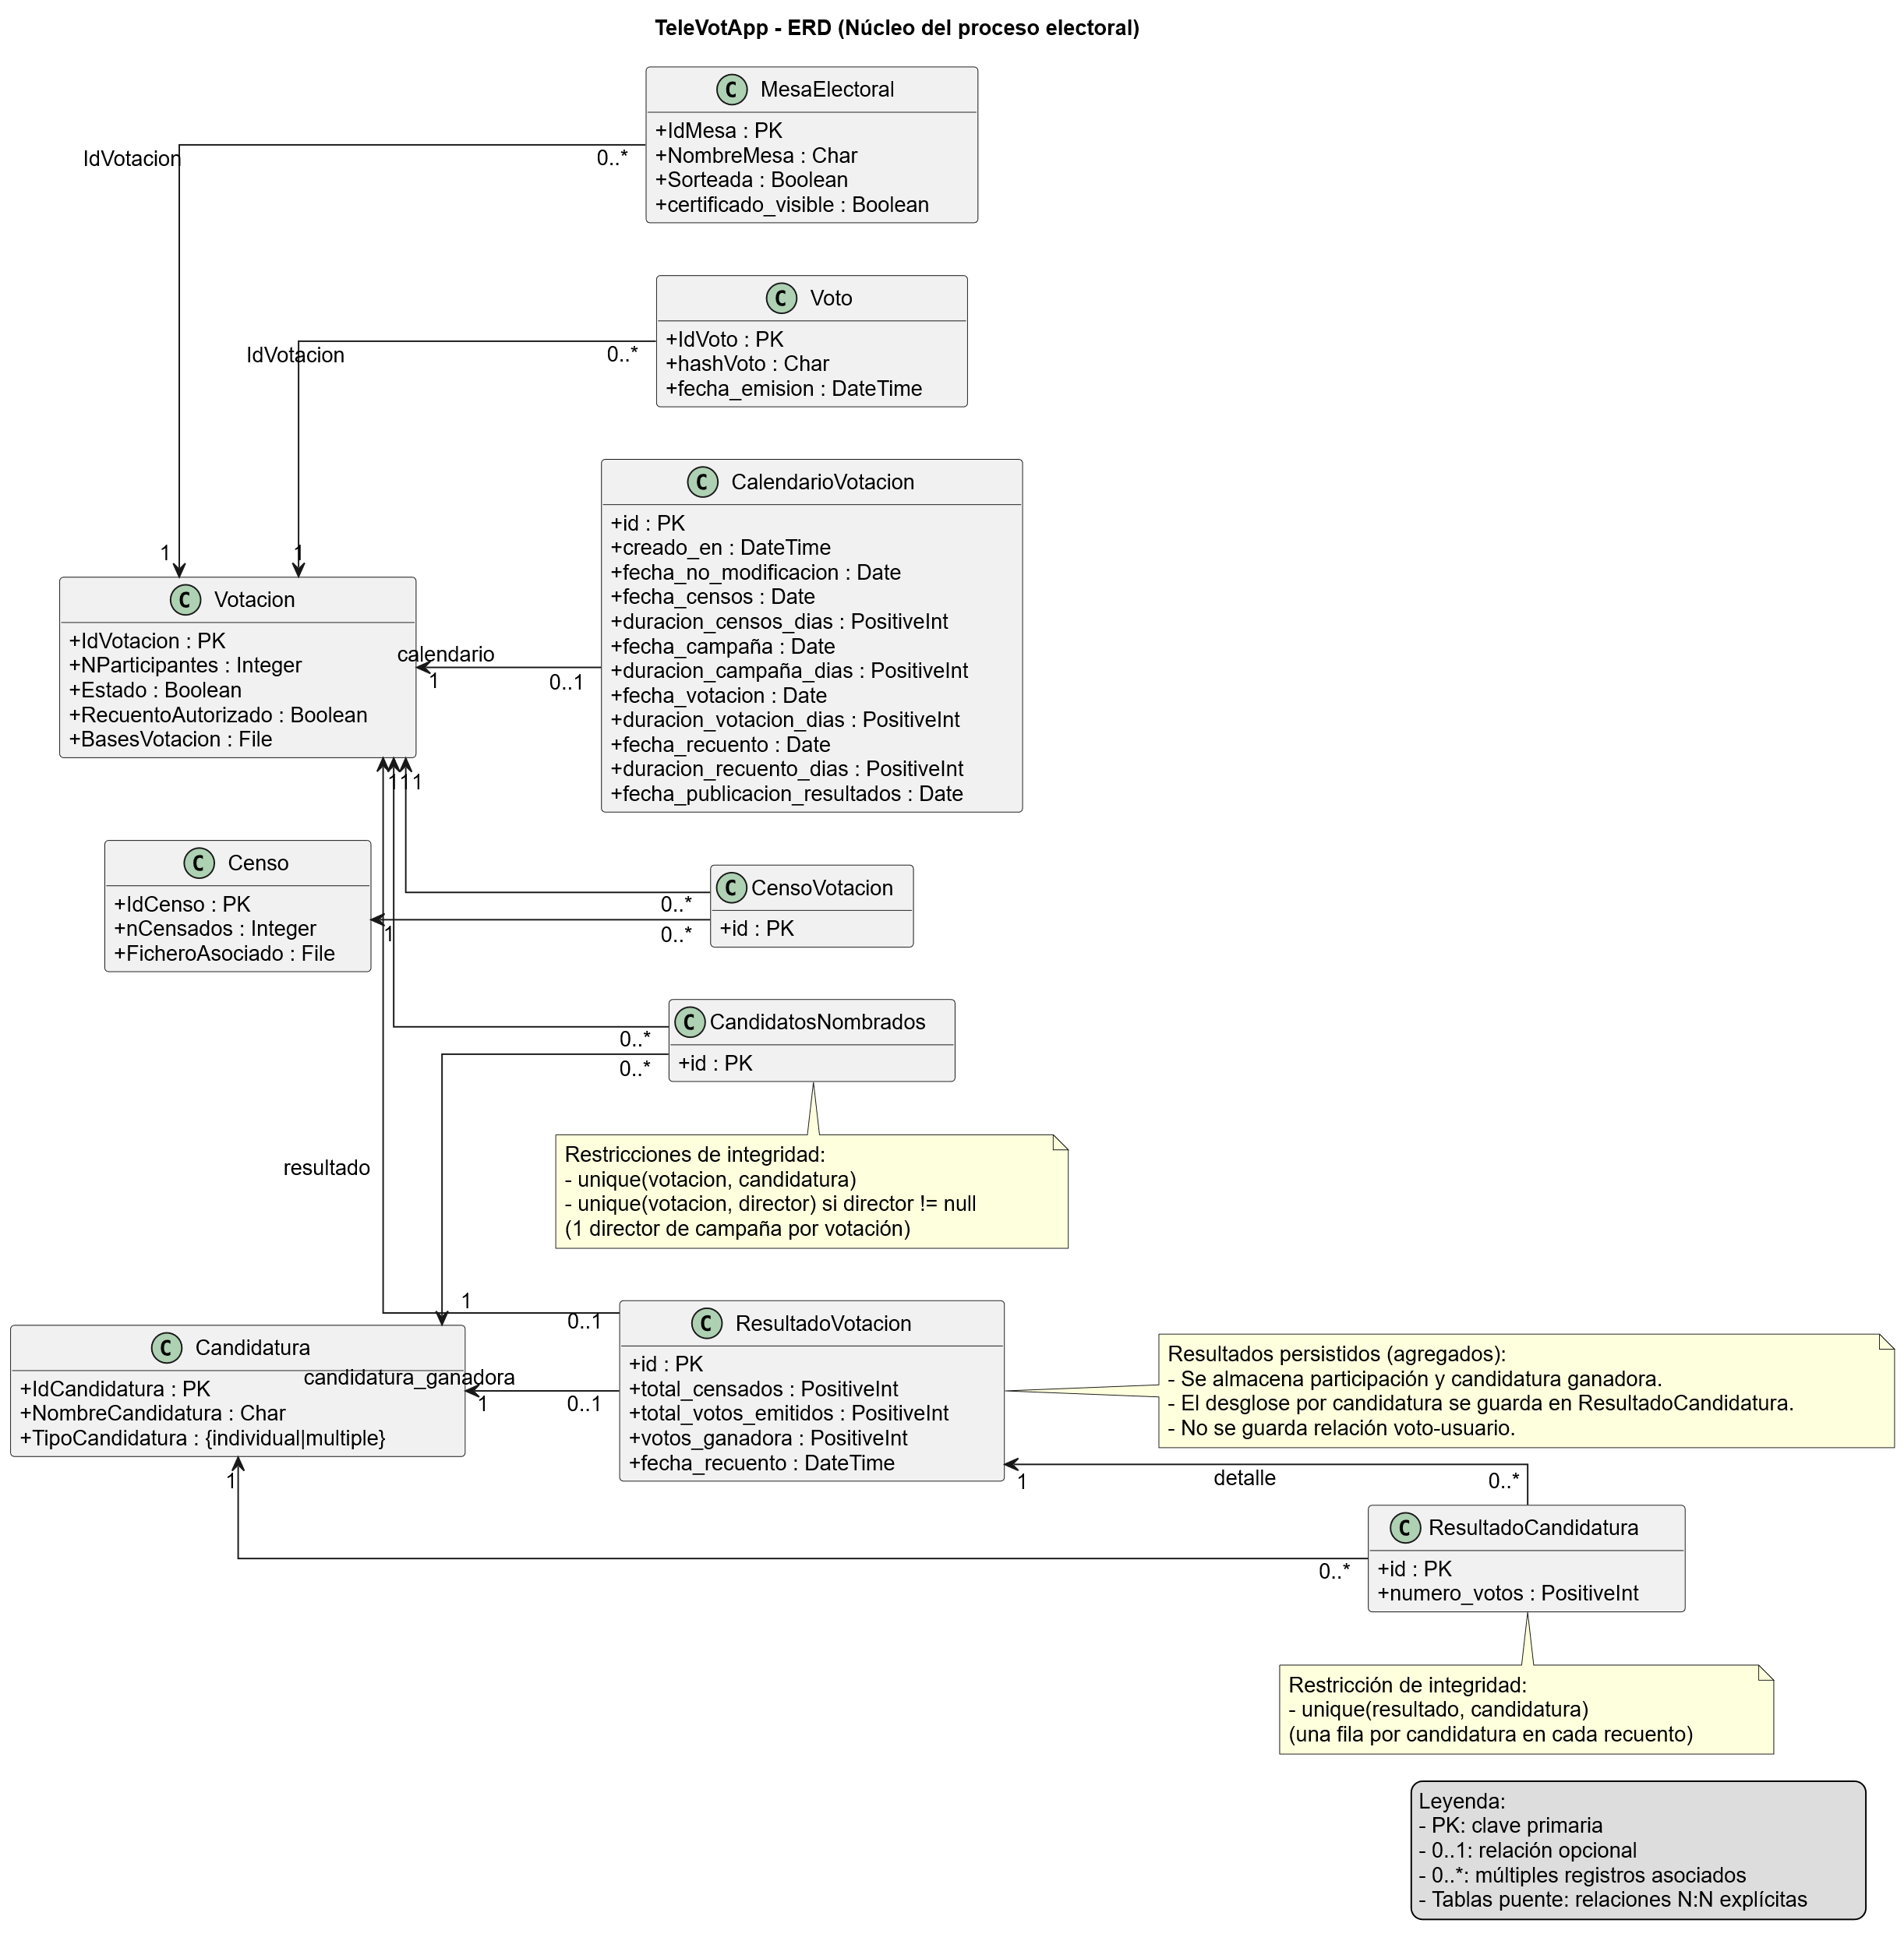 TeleVotApp - ERD (Núcleo del proceso electoral)
C MesaElectoral
+IdMesa : PK
+NombreMesa : Char
+Sorteada : Boolean
+certificado_visible : Boolean
IdVotacion
0..*
1
C Voto
+IdVoto : PK
+hashVoto : Char
+fecha_emision : DateTime
IdVotacion
0..*
1
C CalendarioVotacion
+id : PK
+creado_en : DateTime
+fecha_no_modificacion : Date
+fecha_censos : Date
+duracion_censos_dias : PositiveInt
+fecha_campaña : Date
+duracion_campaña_dias : PositiveInt
+fecha_votacion : Date
+duracion_votacion_dias : PositiveInt
+fecha_recuento : Date
+duracion_recuento_dias : PositiveInt
+fecha_publicacion_resultados : Date
C Votacion
+IdVotacion : PK
+NParticipantes : Integer
+Estado : Boolean
+RecuentoAutorizado : Boolean
+BasesVotacion : File
calendario
1
0..1
1
1
1
C Censo
+IdCenso : PK
+nCensados : Integer
+FicheroAsociado : File
C CensoVotacion
+id : PK
0..*
0..*
1
C CandidatosNombrados
+id : PK
0..*
0..*
Restricciones de integridad:
- unique(votacion, candidatura)
- unique(votacion, director) si director != null
(1 director de campaña por votación)
resultado
1
0..1
C Candidatura
+IdCandidatura : PK
+NombreCandidatura : Char
+TipoCandidatura : {individual|multiple}
candidatura_ganadora
1
0..1
C ResultadoVotacion
+id : PK
+total_censados : PositiveInt
+total_votos_emitidos : PositiveInt
+votos_ganadora : PositiveInt
+fecha_recuento : DateTime
Resultados persistidos (agregados):
- Se almacena participación y candidatura ganadora.
- El desglose por candidatura se guarda en ResultadoCandidatura.
- No se guarda relación voto-usuario.
1
detalle
0..*
1
0..*
C ResultadoCandidatura
+id : PK
+numero_votos : PositiveInt
Restricción de integridad:
- unique(resultado, candidatura)
(una fila por candidatura en cada recuento)
Leyenda:
- PK: clave primaria
- 0..1: relación opcional
- 0..*: múltiples registros asociados
- Tablas puente: relaciones N:N explícitas